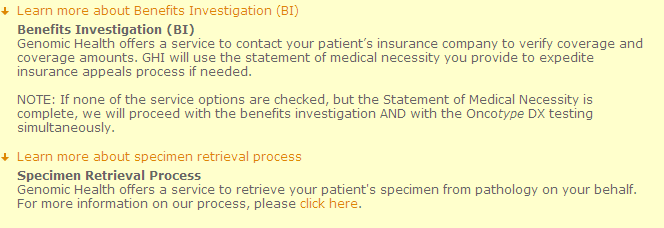 Learn more about Benefits Investigation (BI)
Benefits Investigation (BI)
Genomic Health offers a service to contact your patient’s insurance company to verify coverage and
coverage amounts. GHI will use the statement of medical necessity you provide to expedite
insurance appeals process if needed.
NOTE: If none of the service options are checked, but the Statement of Medical Necessity is
complete, we will proceed with the benefits investigation AND with the Oncotype DX testing
simultaneously.
Learn more about specimen retrieval process
Specimen Retrieval Process
Genomic Health offers a service to retrieve your patient's specimen from pathology on your behalf.
For more information on our process, please click here.